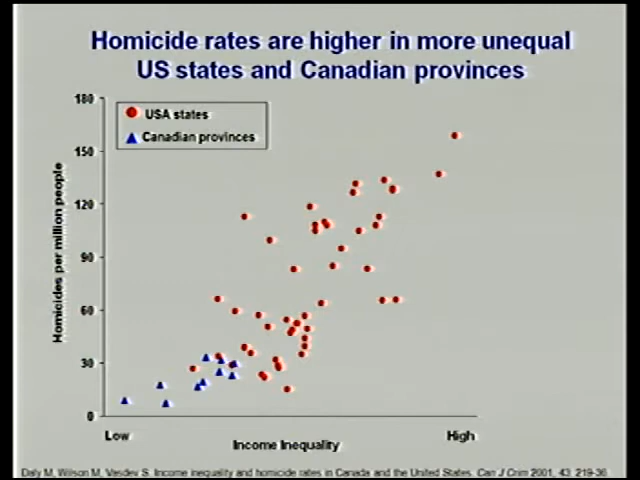 Homicide rates are higher in more unequal
US states and Canadian provinces
180
150
120
90
60
30
0
Homicides per million people
USA states
Canadian provinces
Low
Income Inequality
High
Daly M, Wilson M, Vasdev S. Income inequality and homicide rates in Canada and the United States. Can J Crim 2001; 43: 219-36